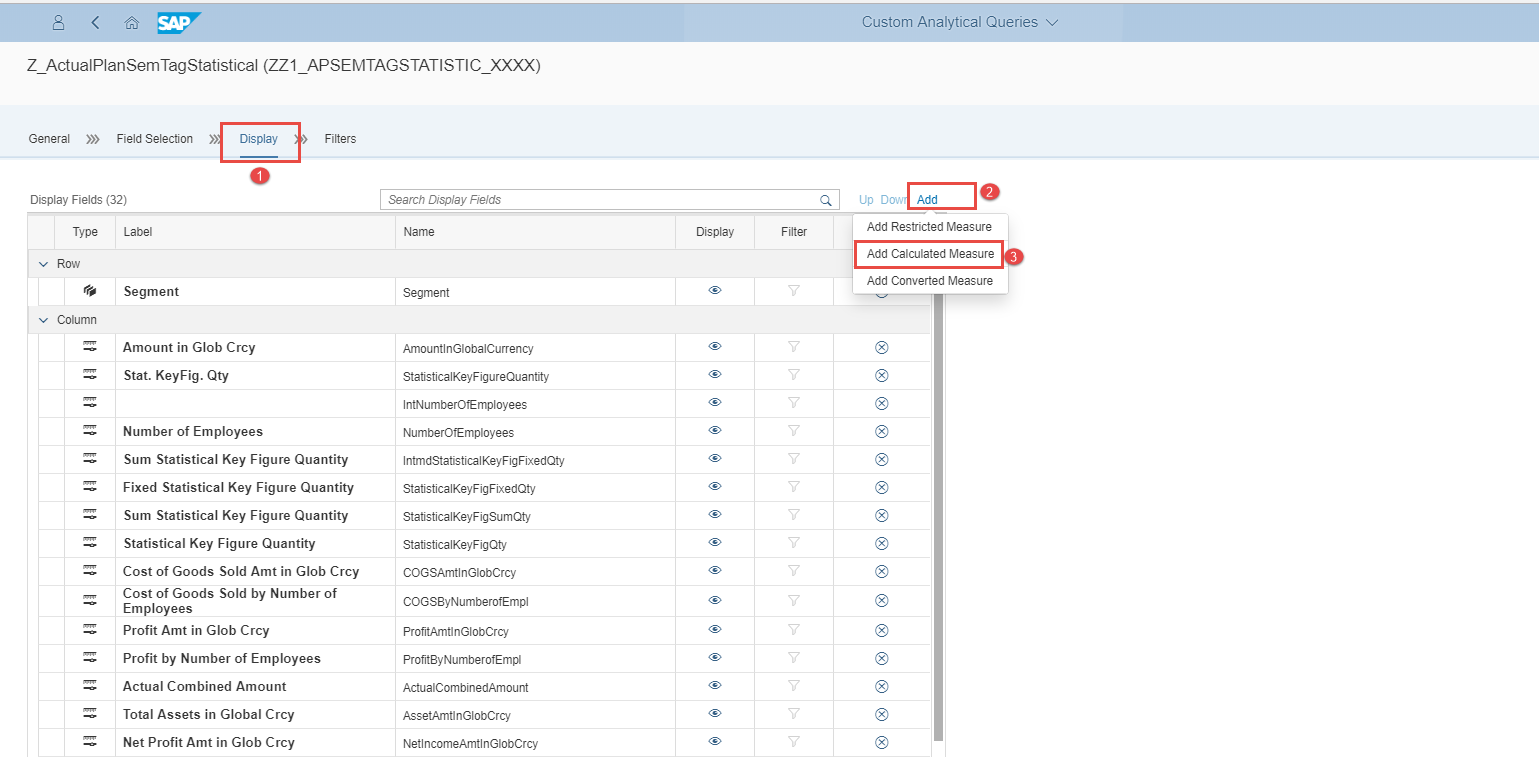 SAP
Custom Analytical Queries
Z_ActualPlanSemTagStatistical (ZZ1_APSEMTAGSTATISTIC_XXXX)
General Field Selection Display Filters
1
Display Fields (32) Search Display Fields Up Down Add 2
Add Restricted Measure
Add Calculated Measure 3
Add Converted Measure
Type Label Name Display Filter
Row
Segment Segment
Column
Amount in Glob Crcy AmountInGlobalCurrency
Stat. KeyFig. Qty StatisticalKeyFigureQuantity
IntNumberOfEmployees
Number of Employees NumberOfEmployees
Sum Statistical Key Figure Quantity IntmdStatisticalKeyFigFixedQty
Fixed Statistical Key Figure Quantity StatisticalKeyFigFixedQty
Sum Statistical Key Figure Quantity StatisticalKeyFigSumQty
Statistical Key Figure Quantity StatisticalKeyFigQty
Cost of Goods Sold Amt in Glob Crcy COGSAmtInGlobCrcy
Cost of Goods Sold by Number of
Employees COGSByNumberofEmpl
Profit Amt in Glob Crcy ProfitAmtInGlobCrcy
Profit by Number of Employees ProfitByNumberofEmpl
Actual Combined Amount ActualCombinedAmount
Total Assets in Global Crcy AssetAmtInGlobCrcy
Net Profit Amt in Glob Crcy NetIncomeAmtInGlobCrcy